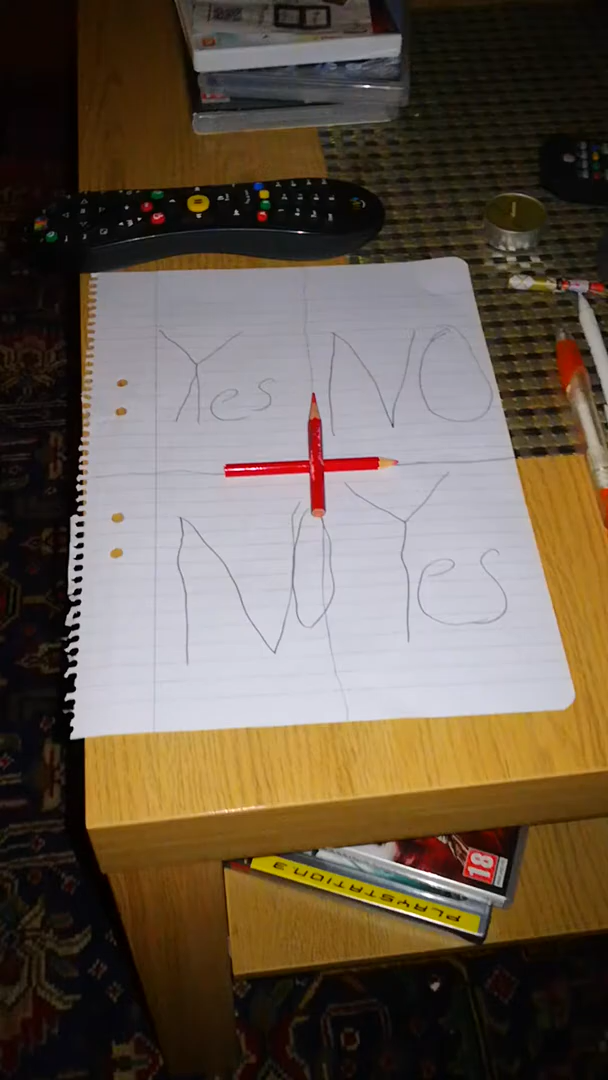 Yes NO
NO Yes
PLAYSTATION 3
18